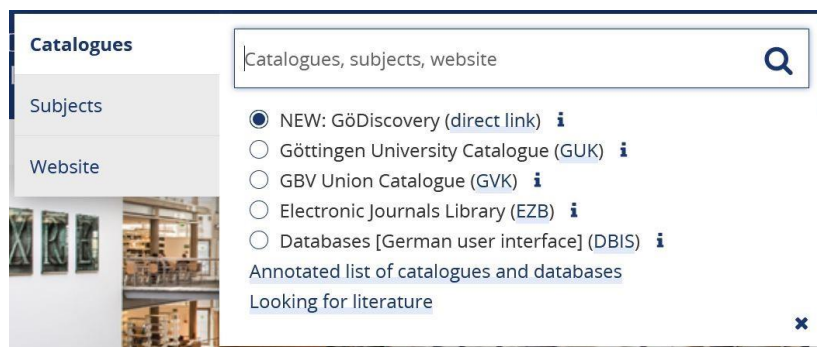 Catalogues
Subjects
Website
Catalogues, subjects, website
NEW: GöDiscovery (direct link) i
Göttingen University Catalogue (GUK) i
GBV Union Catalogue (GVK) i
Electronic Journals Library (EZB) i
Databases [German user interface] (DBIS) i
Annotated list of catalogues and databases
Looking for literature